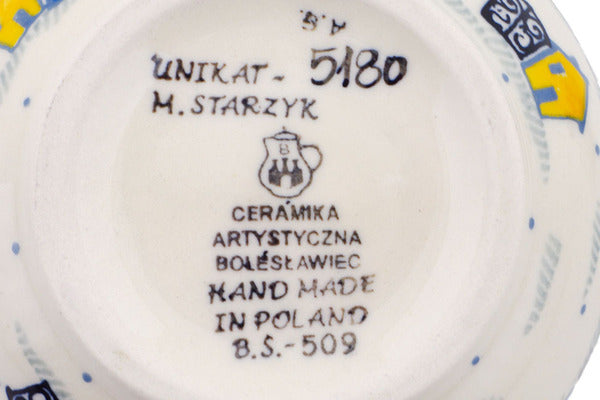 A.S.
UNIKAT - 5180
M. STARZYK
B
CERAMIKA
ARTYSTYCZNA
BOLESŁAWIEC
HAND MADE
IN POLAND
B.S.-509